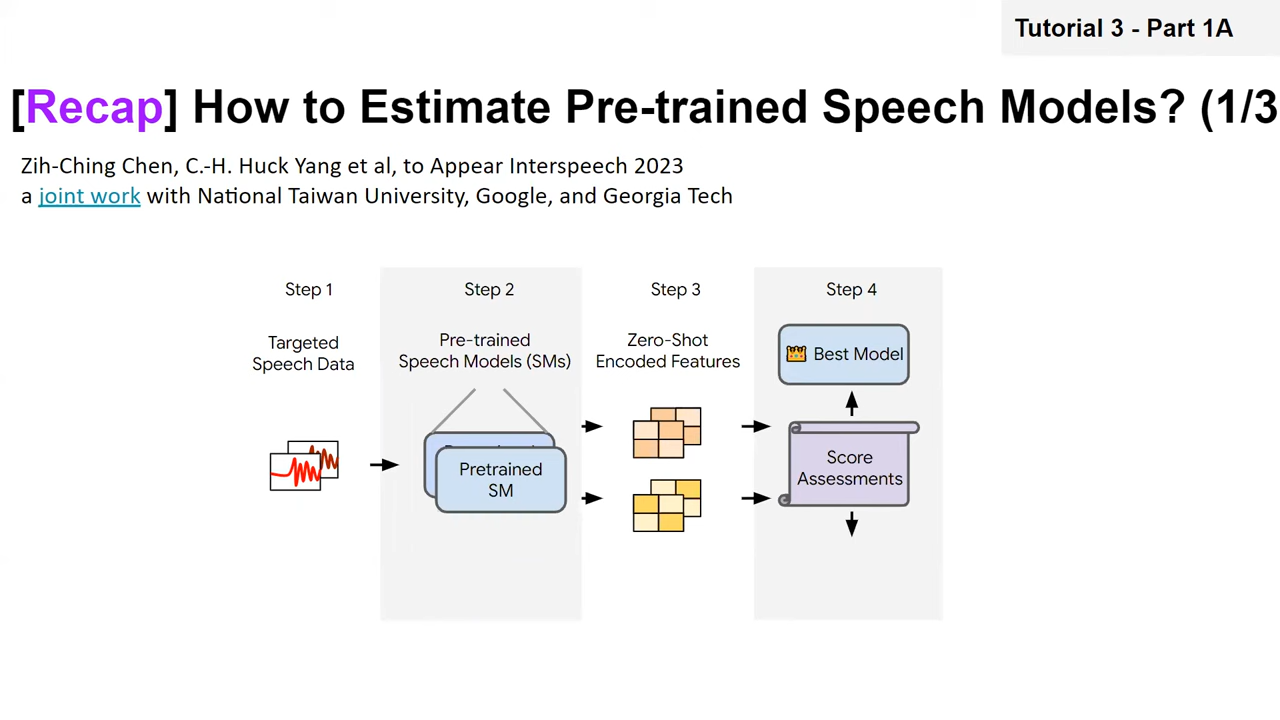 Tutorial 3 - Part 1A
[Recap] How to Estimate Pre-trained Speech Models? (1/3
Zih-Ching Chen, C.-H. Huck Yang et al, to Appear Interspeech 2023
a joint work with National Taiwan University, Google, and Georgia Tech
Step 1
Targeted
Speech Data
Step 2
Pre-trained
Speech Models (SMs)
Pretrained
SM
Step 3
Zero-Shot
Encoded Features
Step 4
Best Model
Score
Assessments